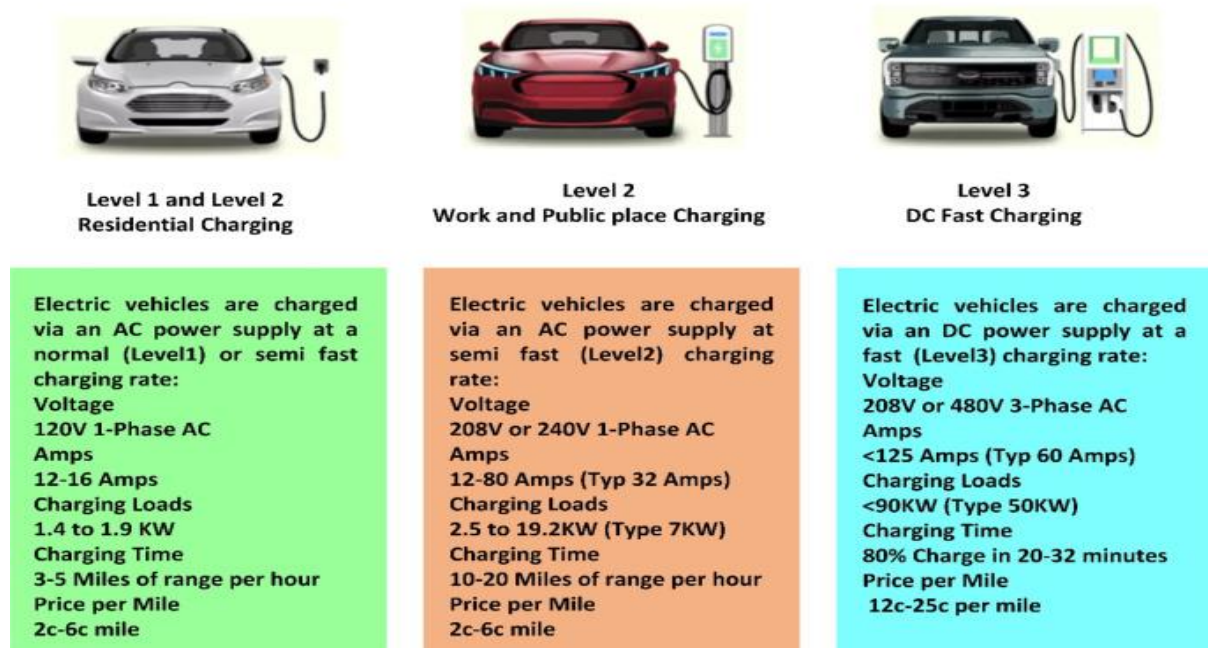 Level 1 and Level 2
Residential Charging
Electric vehicles are charged
via an AC power supply at a
normal (Level1) or semi fast
charging rate:
Voltage
120V 1-Phase AC
Amps
12-16 Amps
Charging Loads
1.4 to 1.9 KW
Charging Time
3-5 Miles of range per hour
Price per Mile
2c-6c mile
Level 2
Work and Public place Charging
Electric vehicles are charged
via an AC power supply at
semi fast (Level2) charging
rate:
Voltage
208V or 240V 1-Phase AC
Amps
12-80 Amps (Typ 32 Amps)
Charging Loads
2.5 to 19.2KW (Type 7KW)
Charging Time
10-20 Miles of range per hour
Price per Mile
2c-6c mile
Level 3
DC Fast Charging
Electric vehicles are charged
via an DC power supply at a
fast (Level3) charging rate:
Voltage
208V or 480V 3-Phase AC
Amps
<125 Amps (Typ 60 Amps)
Charging Loads
<90KW (Type 50KW)
Charging Time
80% Charge in 20-32 minutes
Price per Mile
12c-25c per mile